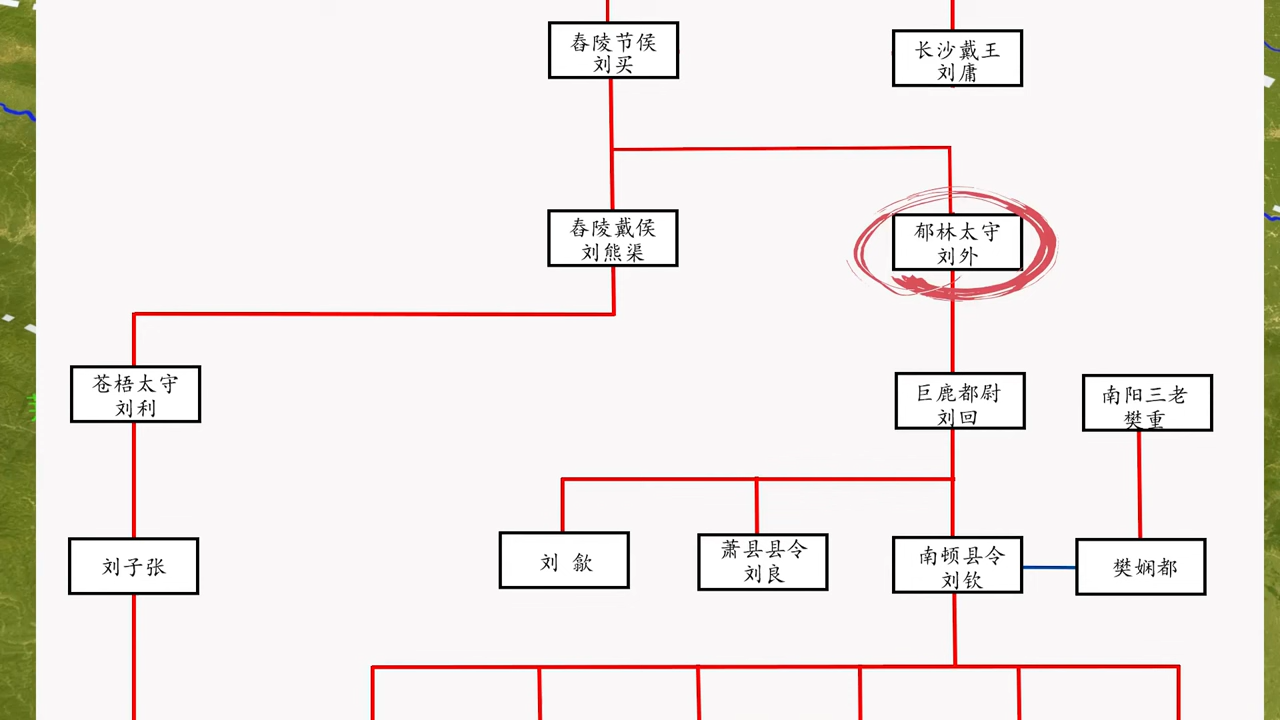 舂陵节侯
刘买
长沙戴王
刘庸
舂陵戴侯
刘熊渠
郁林太守
刘外
苍梧太守
刘利
巨鹿都尉
刘回
南阳三老
樊重
刘子张
刘 歙
萧县县令
刘良
南顿县令
刘钦
樊娴都